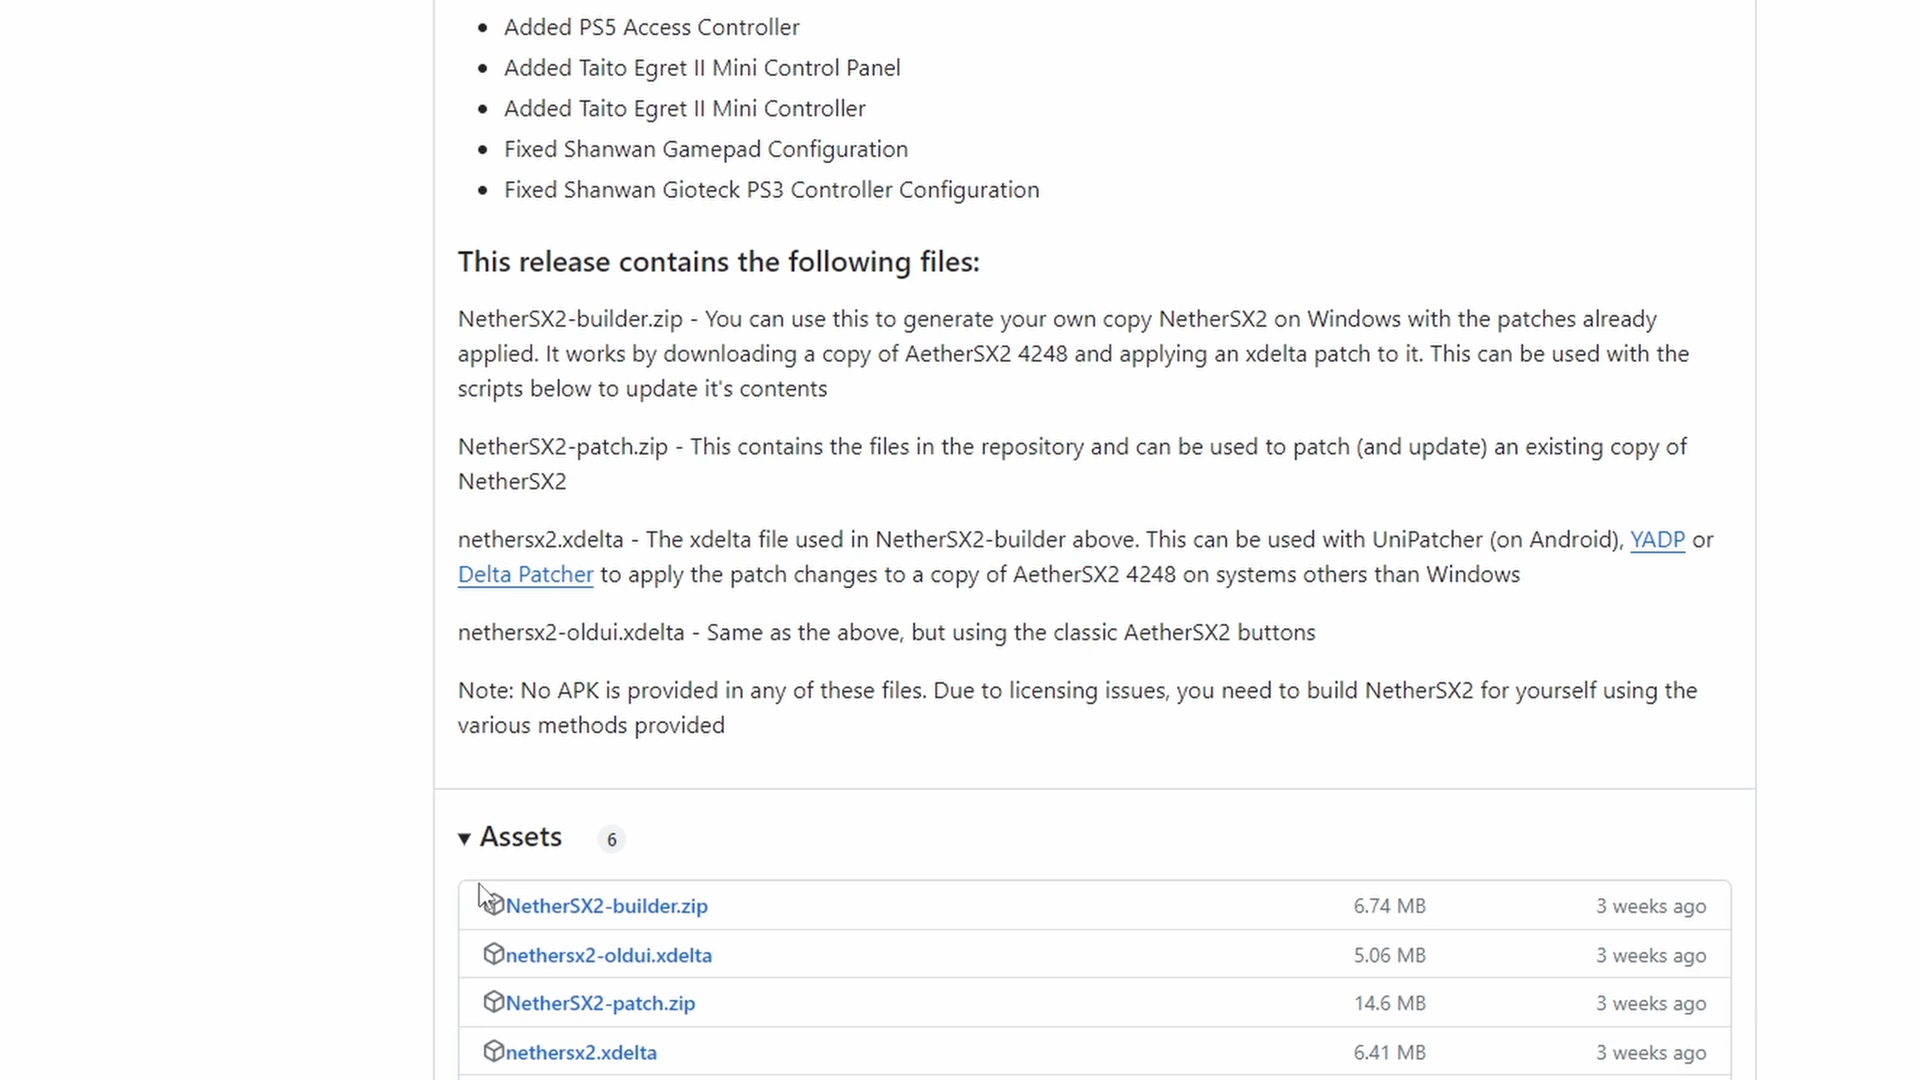 Added PS5 Access Controller
Added Taito Egret II Mini Control Panel
Added Taito Egret II Mini Controller
Fixed Shanwan Gamepad Configuration
Fixed Shanwan Gioteck PS3 Controller Configuration
This release contains the following files:
NetherSX2-builder.zip - You can use this to generate your own copy NetherSX2 on Windows with the patches already
applied. It works by downloading a copy of AetherSX2 4248 and applying an xdelta patch to it. This can be used with the
scripts below to update it's contents
NetherSX2-patch.zip - This contains the files in the repository and can be used to patch (and update) an existing copy of
NetherSX2
nethersx2.xdelta - The xdelta file used in NetherSX2-builder above. This can be used with UniPatcher (on Android), YADP or
Delta Patcher to apply the patch changes to a copy of AetherSX2 4248 on systems others than Windows
nethersx2-oldui.xdelta - Same as the above, but using the classic AetherSX2 buttons
Note: No APK is provided in any of these files. Due to licensing issues, you need to build NetherSX2 for yourself using the
various methods provided
Assets 6
NetherSX2-builder.zip 6.74 MB 3 weeks ago
nethersx2-oldui.xdelta 5.06 MB 3 weeks ago
NetherSX2-patch.zip 14.6 MB 3 weeks ago
nethersx2.xdelta 6.41 MB 3 weeks ago